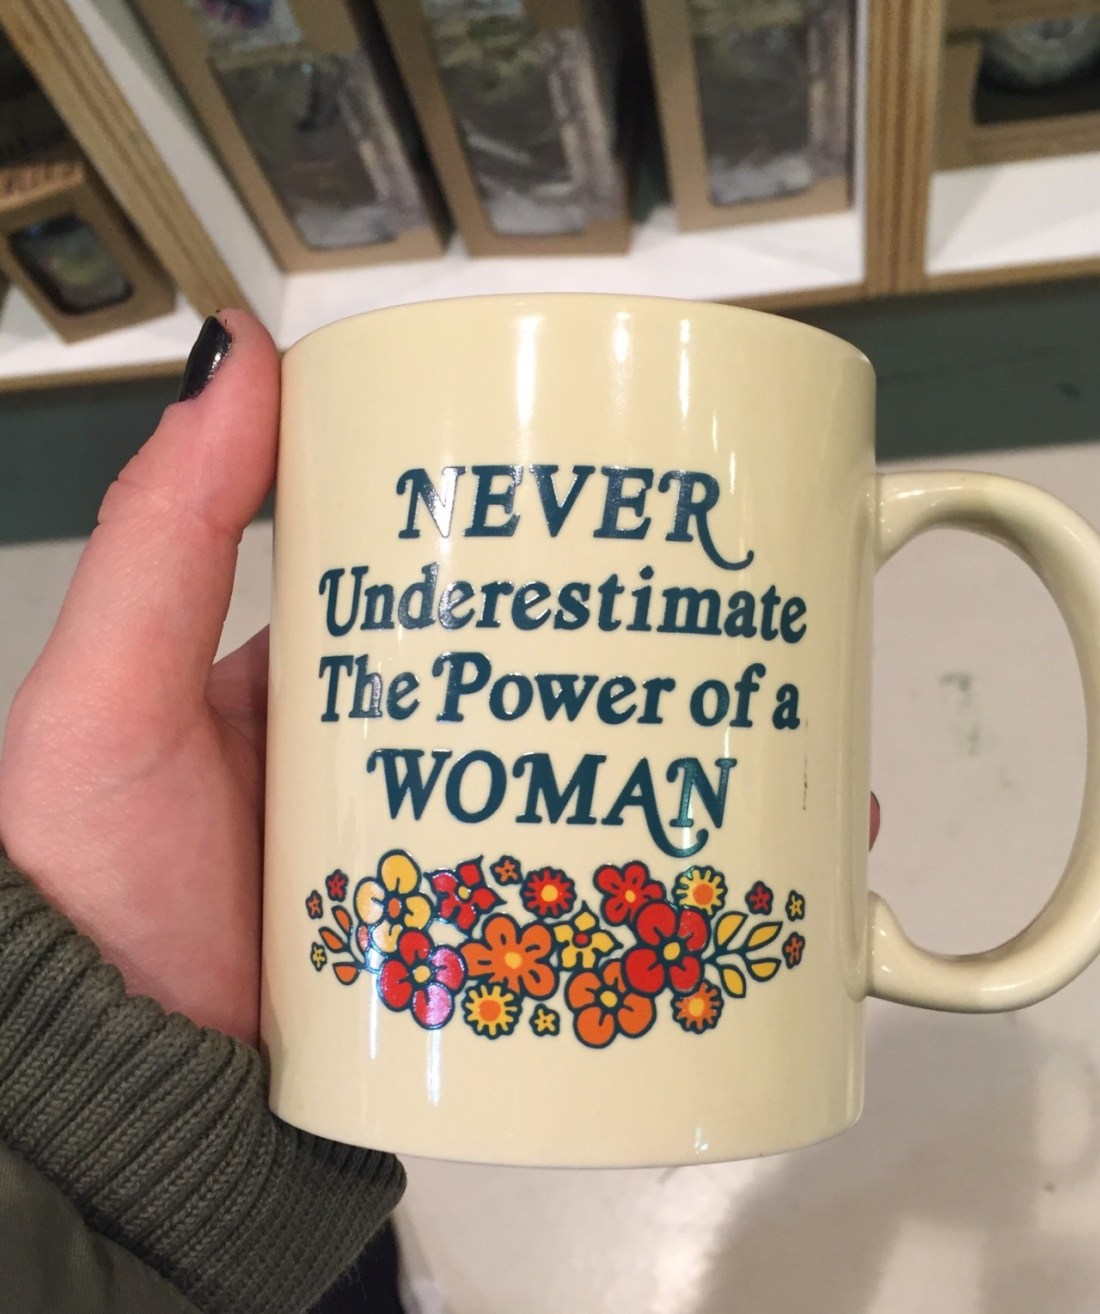 NEVER
Underestimate
The Power of a
WOMAN